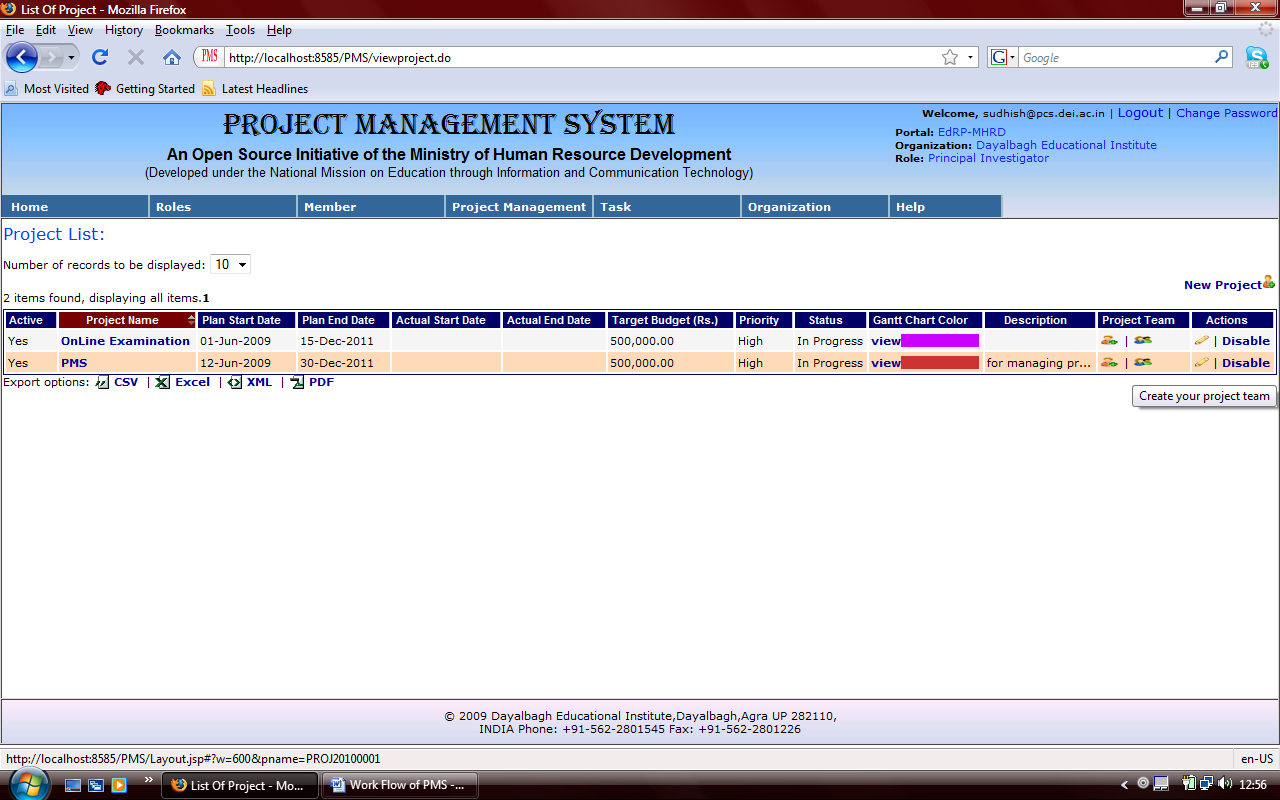 List Of Project - Mozilla Firefox
File Edit View History Bookmarks Tools Help
PMS http://localhost:8585/PMS/viewproject.do G Google
Most Visited Getting Started Latest Headlines
PROJECT MANAGEMENT SYSTEM
An Open Source Initiative of the Ministry of Human Resource Development
(Developed under the National Mission on Education through Information and Communication Technology)
Welcome, sudhish@pcs.dei.ac.in | Logout | Change Password
Portal: EdRP-MHRD
Organization: Dayalbagh Educational Institute
Role: Principal Investigator
Home Roles Member Project Management Task Organization Help
Project List:
Number of records to be displayed: 10
New Project
2 items found, displaying all items.1
Active Project Name Plan Start Date Plan End Date Actual Start Date Actual End Date Target Budget (Rs.) Priority Status Gantt Chart Color Description Project Team Actions
Yes OnLine Examination 01-Jun-2009 15-Dec-2011 500,000.00 High In Progress view | | Disable
Yes PMS 12-Jun-2009 30-Dec-2011 500,000.00 High In Progress view for managing pr... | | Disable
Export options: CSV | Excel | XML | PDF
Create your project team
© 2009 Dayalbagh Educational Institute,Dayalbagh,Agra UP 282110,
INDIA Phone: +91-562-2801545 Fax: +91-562-2801226
http://localhost:8585/PMS/Layout.jsp#?w=600&pname=PROJ20100001 en-US
List Of Project - Mo... Work Flow of PMS -... 12:56